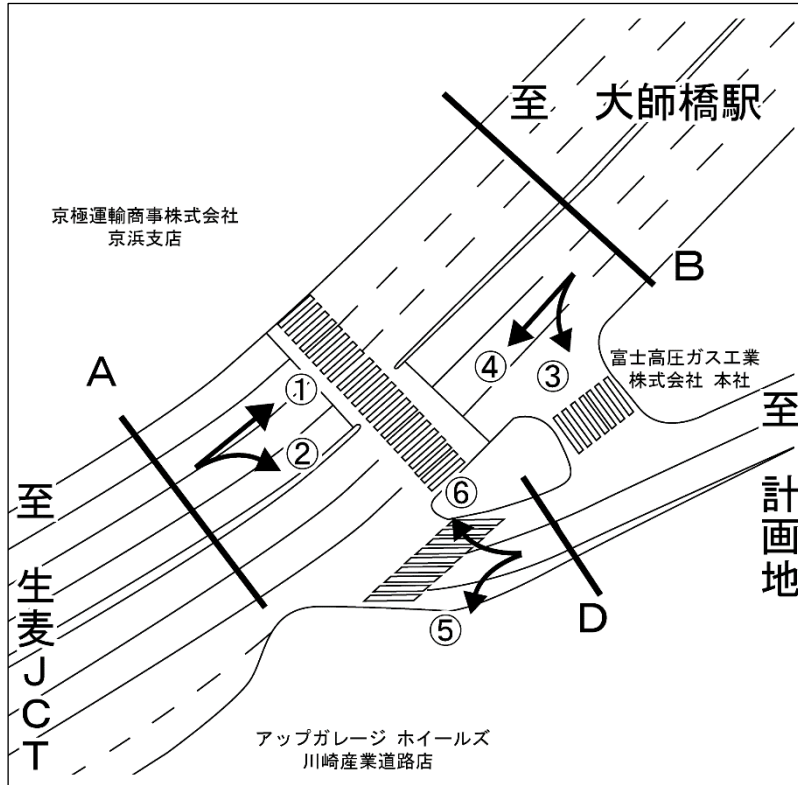 至 大師橋駅
京極運輸商事株式会社
京浜支店
B
A
①
④
③
富士高圧ガス工業
株式会社 本社
②
⑥
至 計画地
至 生麦JCT
D
⑤
アップガレージ ホイールズ
川崎産業道路店